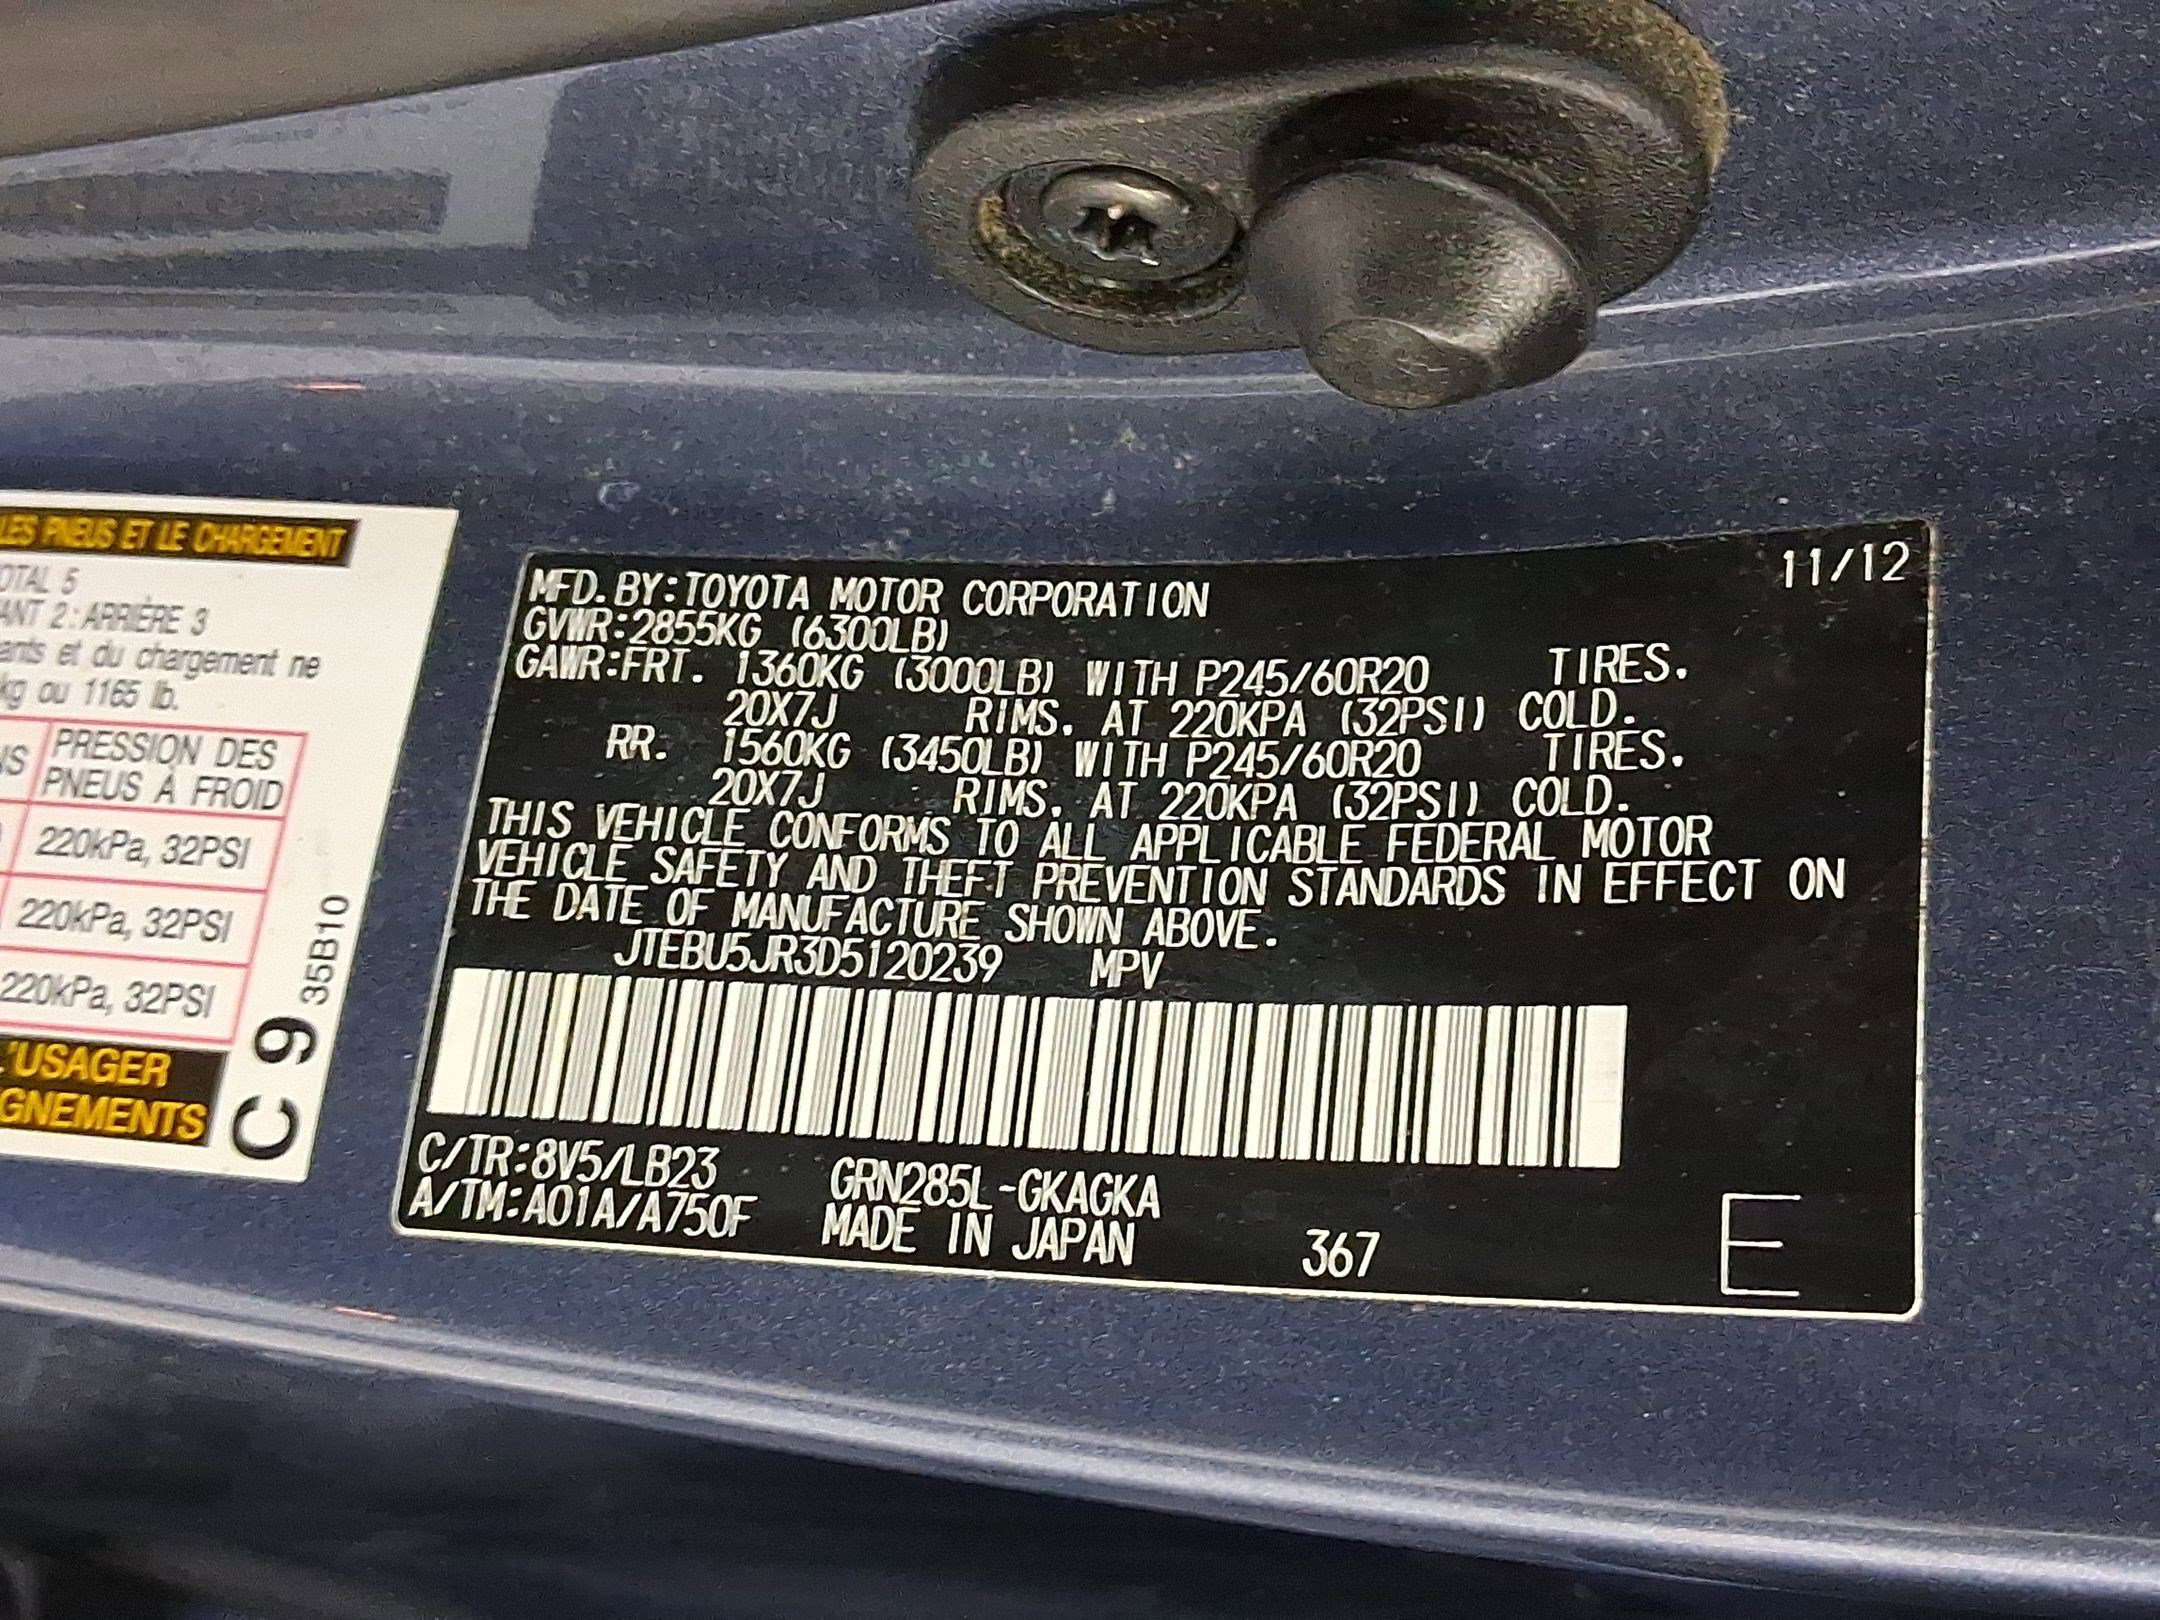 LES PNEUS ET LE CHARGEMENT
OTAL 5
ANT 2 : ARRIÈRE 3
ants et du chargement ne
kg ou 1165 lb.
PRESSION DES
PNEUS À FROID
220kPa, 32PSI
220kPa, 32PSI
220kPa, 32PSI
'USAGER
GNEMENTS
C 9 35B10
11/12
MFD. BY:TOYOTA MOTOR CORPORATION
GVWR:2855KG (6300LB)
GAWR:FRT. 1360KG (3000LB) WITH P245/60R20 TIRES.
20X7J RIMS. AT 220KPA (32PSI) COLD.
RR. 1560KG (3450LB) WITH P245/60R20 TIRES.
20X7J RIMS. AT 220KPA (32PSI) COLD.
THIS VEHICLE CONFORMS TO ALL APPLICABLE FEDERAL MOTOR
VEHICLE SAFETY AND THEFT PREVENTION STANDARDS IN EFFECT ON
THE DATE OF MANUFACTURE SHOWN ABOVE.
JTEBU5JR3D5120239 MPV
C/TR:8V5/LB23 GRN285L-GKAGKA
A/TM:A01A/A750F MADE IN JAPAN 367 E